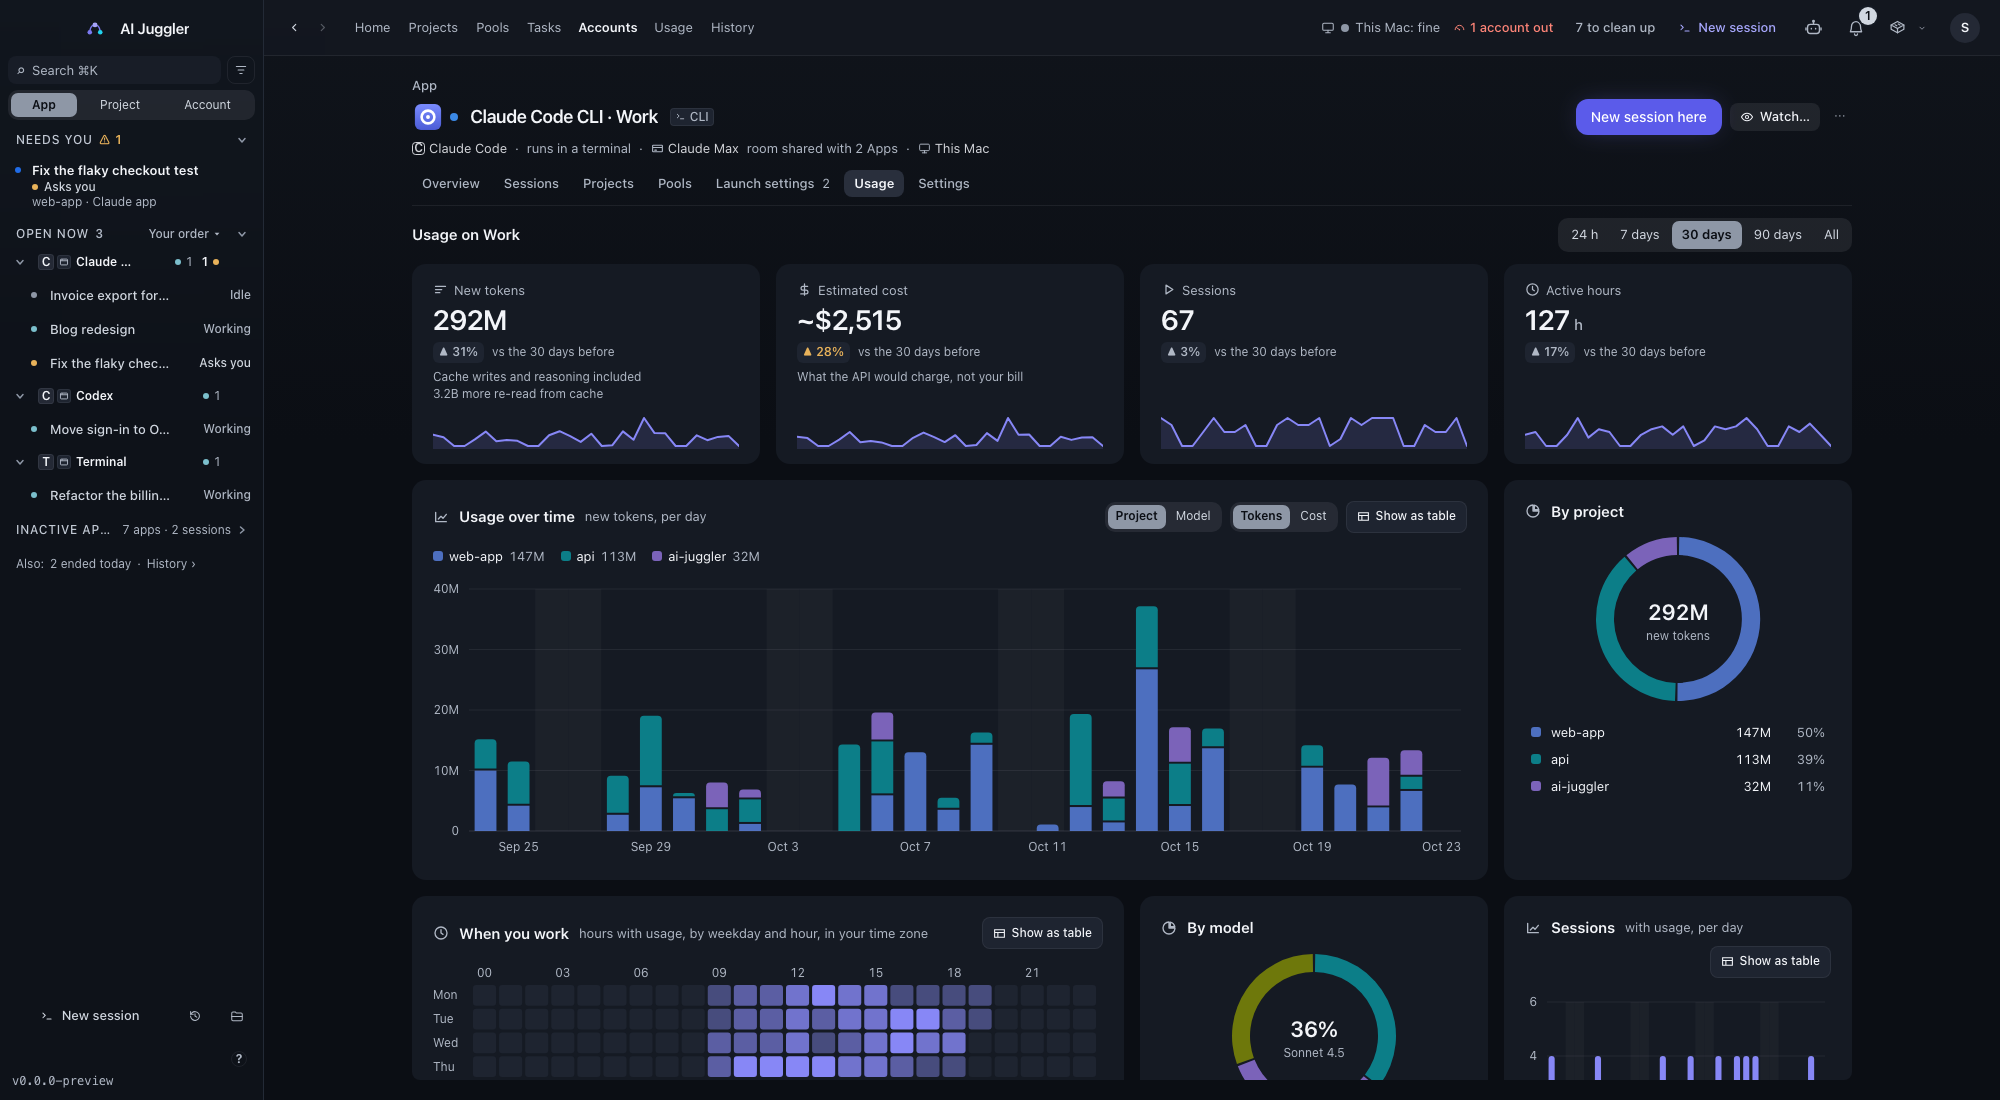 AI Juggler
Search ⌘K
App
Project
Account
NEEDS YOU 1
Fix the flaky checkout test
Asks you
web-app · Claude app
OPEN NOW 3
Your order
C Claude ... 1 1
Invoice export for... Idle
Blog redesign Working
Fix the flaky chec... Asks you
C Codex 1
Move sign-in to O... Working
T Terminal 1
Refactor the billin... Working
INACTIVE AP... 7 apps · 2 sessions
Also: 2 ended today · History ›
New session
?
v0.0.0-preview
Home Projects Pools Tasks Accounts Usage History
This Mac: fine
1 account out
7 to clean up
New session
1
S
App
Claude Code CLI · Work
CLI
New session here
Watch...
C Claude Code · runs in a terminal · Claude Max room shared with 2 Apps · This Mac
Overview Sessions Projects Pools Launch settings 2 Usage Settings
Usage on Work
24 h 7 days 30 days 90 days All
New tokens
292M
31% vs the 30 days before
Cache writes and reasoning included
3.2B more re-read from cache
Estimated cost
~$2,515
28% vs the 30 days before
What the API would charge, not your bill
Sessions
67
3% vs the 30 days before
Active hours
127 h
17% vs the 30 days before
Usage over time new tokens, per day
Project Model
Tokens Cost
Show as table
web-app 147M api 113M ai-juggler 32M
40M
30M
20M
10M
0
Sep 25 Sep 29 Oct 3 Oct 7 Oct 11 Oct 15 Oct 19 Oct 23
By project
292M
new tokens
web-app 147M 50%
api 113M 39%
ai-juggler 32M 11%
When you work hours with usage, by weekday and hour, in your time zone
Show as table
00 03 06 09 12 15 18 21
Mon
Tue
Wed
Thu
By model
36%
Sonnet 4.5
Sessions with usage, per day
Show as table
6
4